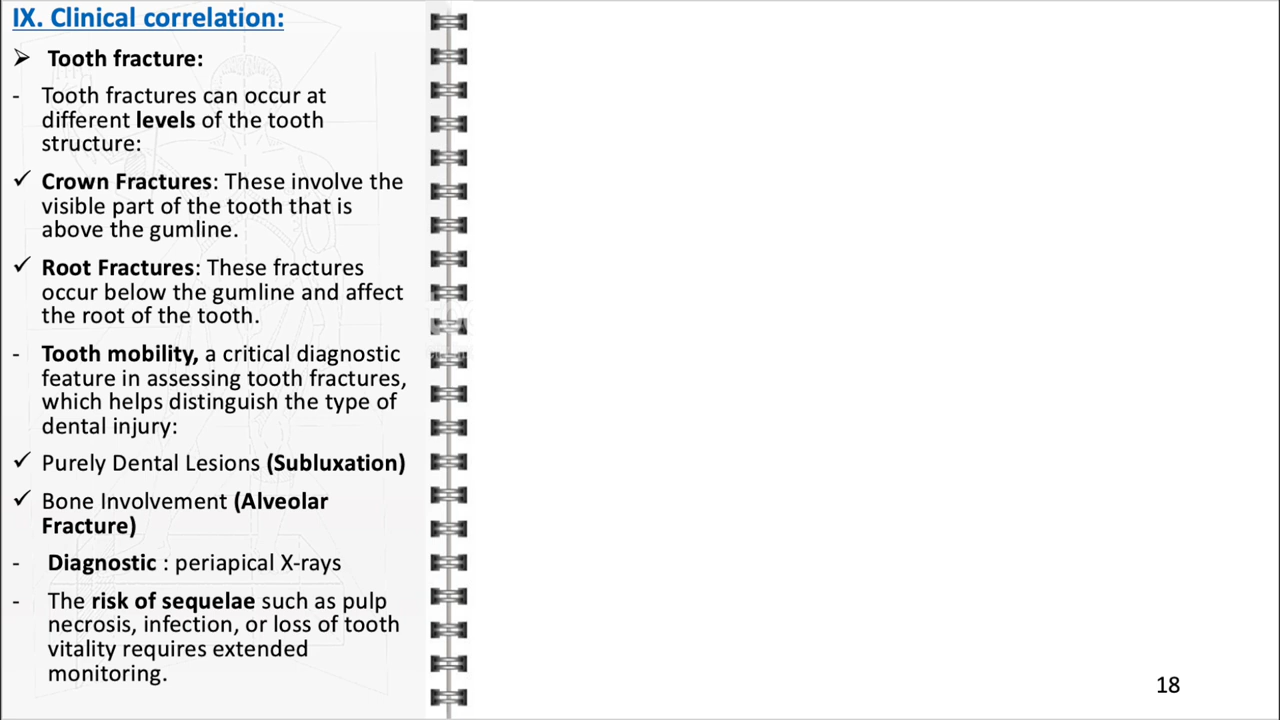 IX. Clinical correlation:
➢ Tooth fracture:
- Tooth fractures can occur at
different levels of the tooth
structure:
✓ Crown Fractures: These involve the
visible part of the tooth that is
above the gumline.
✓ Root Fractures: These fractures
occur below the gumline and affect
the root of the tooth.
- Tooth mobility, a critical diagnostic
feature in assessing tooth fractures,
which helps distinguish the type of
dental injury:
✓ Purely Dental Lesions (Subluxation)
✓ Bone Involvement (Alveolar
Fracture)
- Diagnostic : periapical X-rays
- The risk of sequelae such as pulp
necrosis, infection, or loss of tooth
vitality requires extended
monitoring.
18